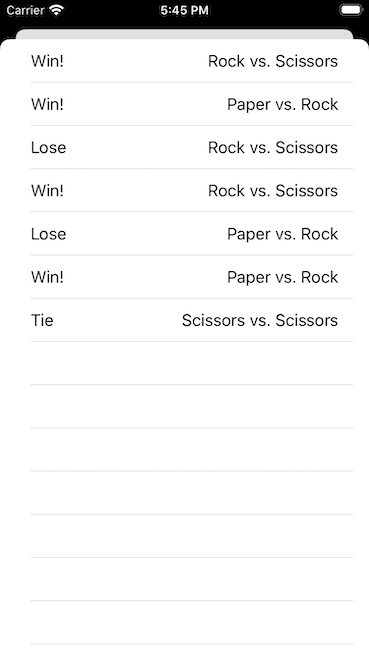 Carrier 5:45 PM
Win! Rock vs. Scissors
Win! Paper vs. Rock
Lose Rock vs. Scissors
Win! Rock vs. Scissors
Lose Paper vs. Rock
Win! Paper vs. Rock
Tie Scissors vs. Scissors